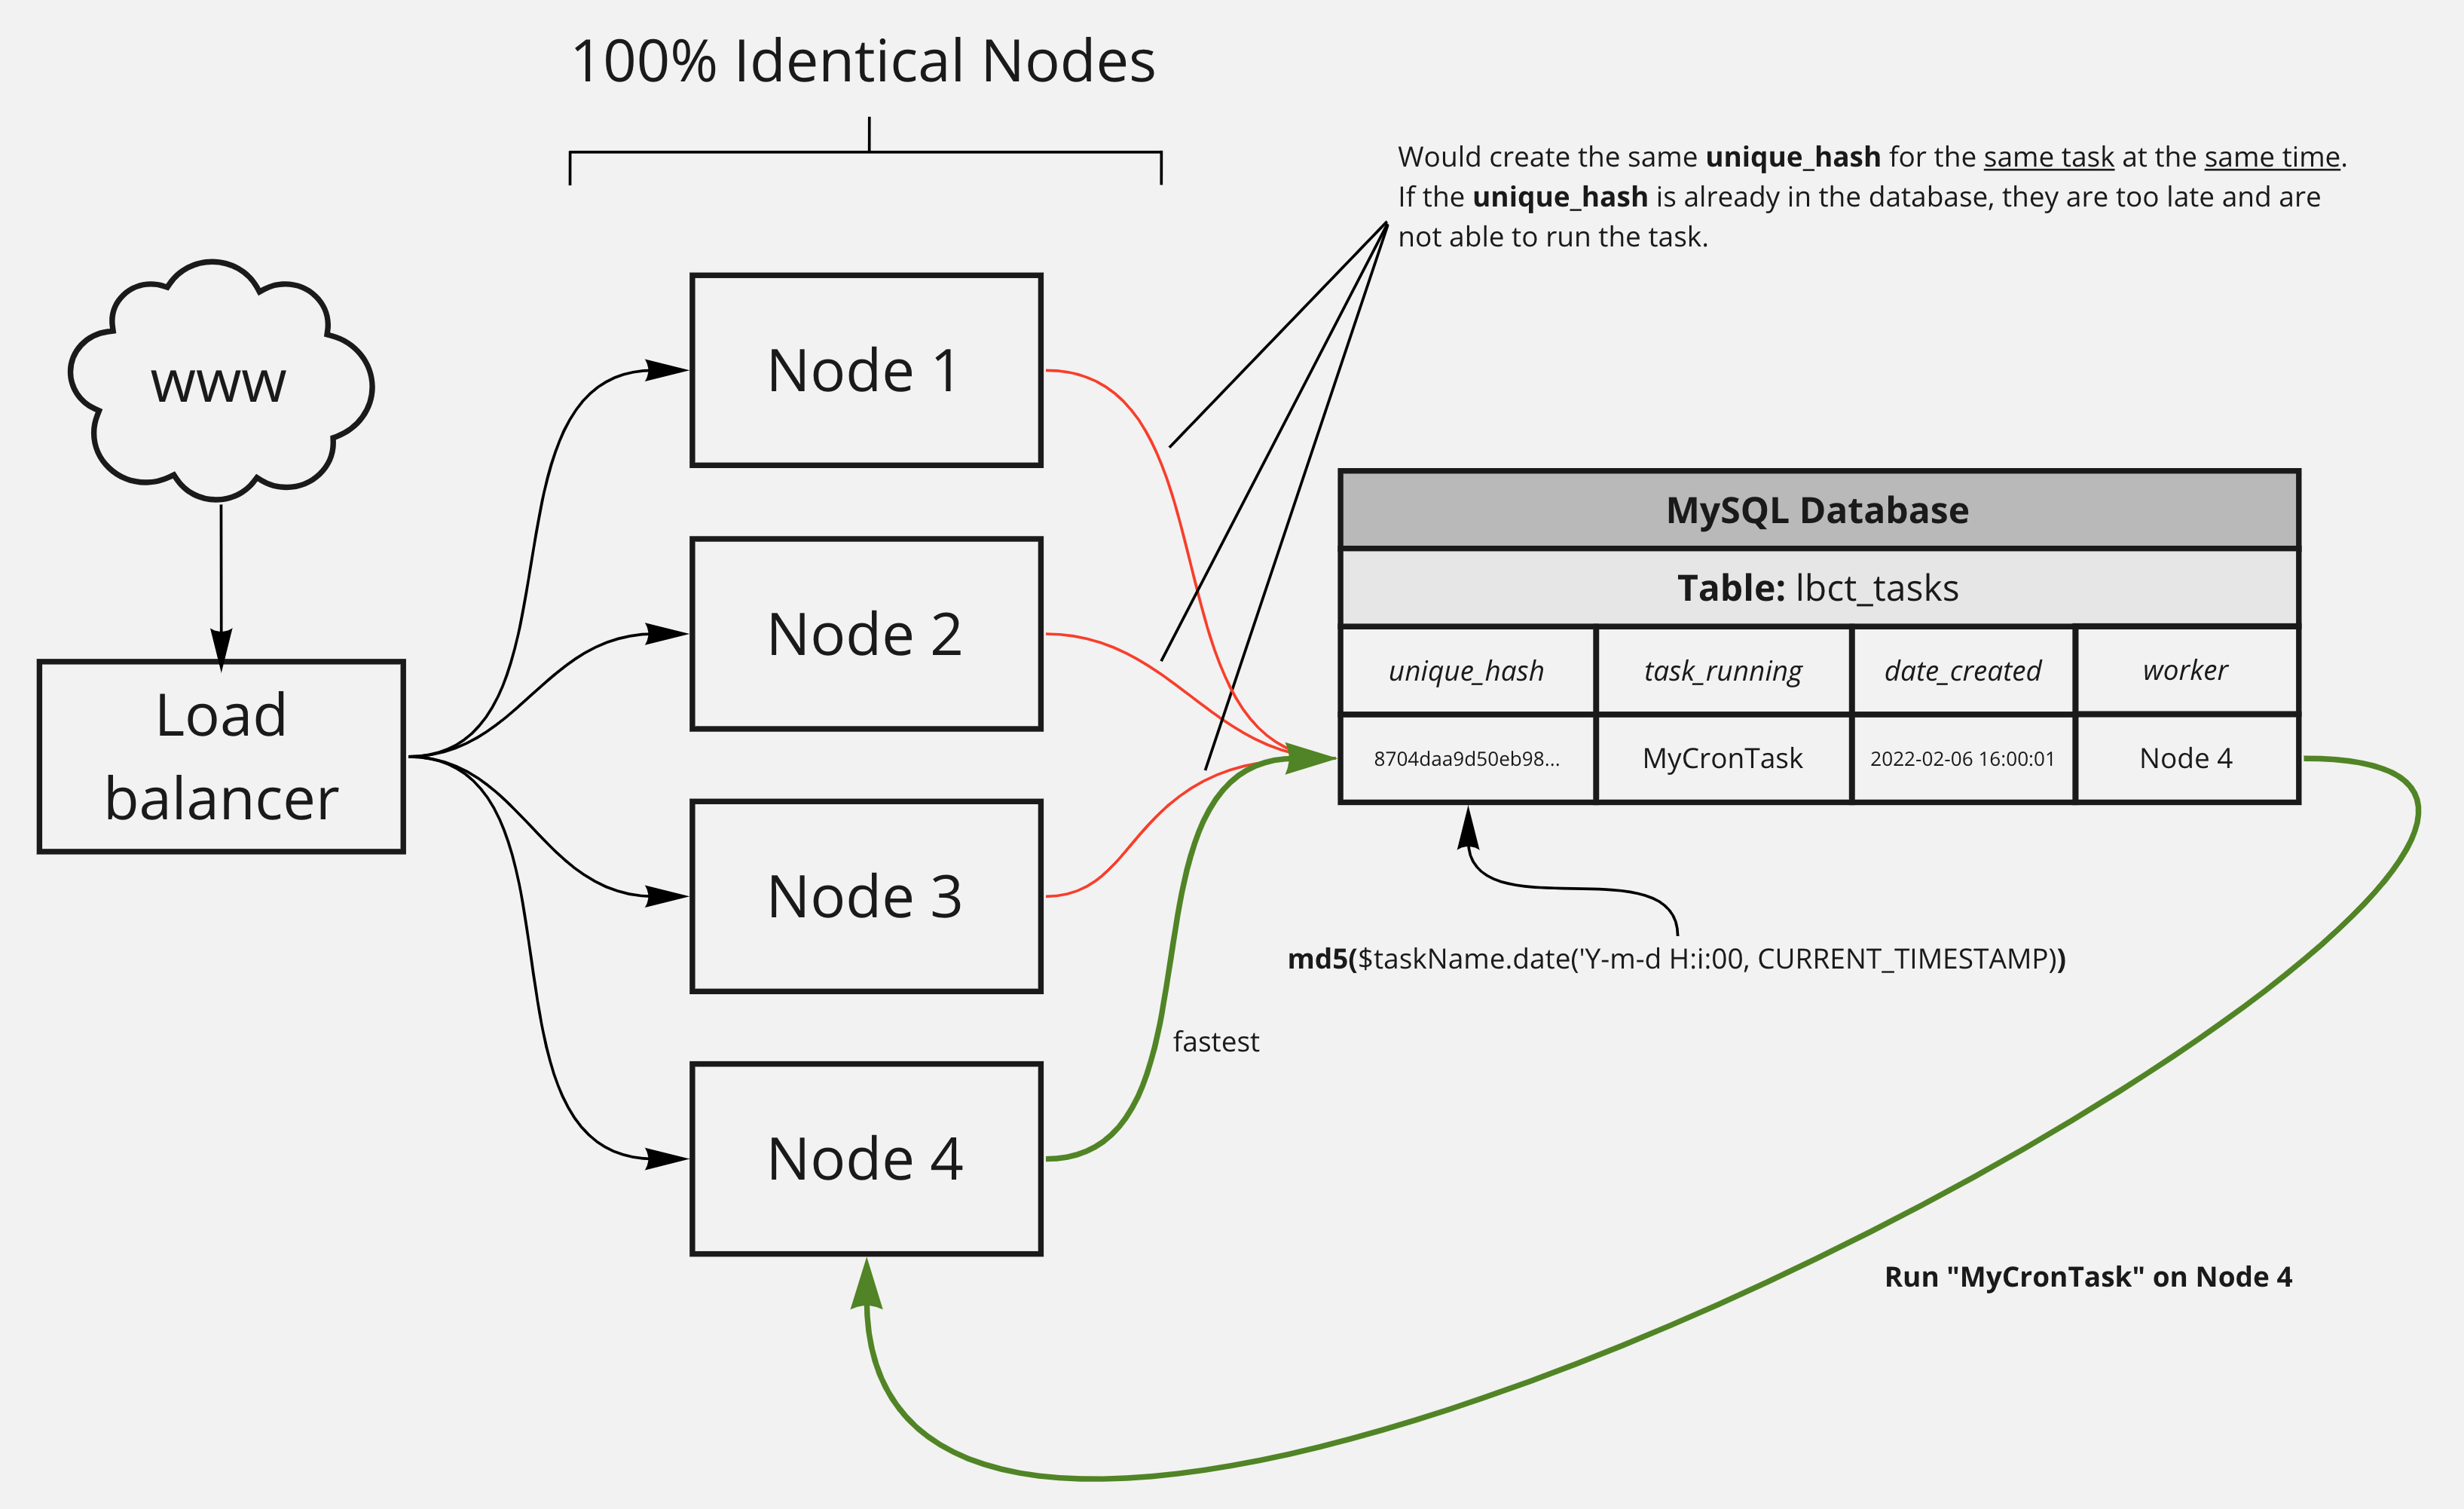 100% Identical Nodes
Would create the same unique_hash for the same task at the same time.
If the unique_hash is already in the database, they are too late and are
not able to run the task.
www
Load
balancer
Node 1
Node 2
Node 3
Node 4
fastest
MySQL Database
Table: lbct_tasks
unique_hash task_running date_created worker
8704daa9d50eb98... MyCronTask 2022-02-06 16:00:01 Node 4
md5($taskName.date('Y-m-d H:i:00, CURRENT_TIMESTAMP))
Run "MyCronTask" on Node 4